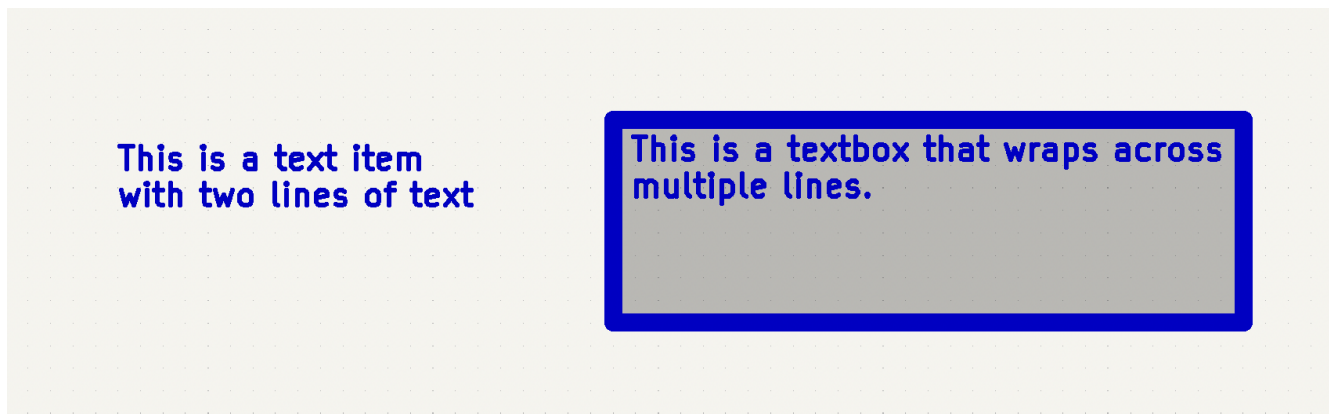 This is a text item
with two lines of text
This is a textbox that wraps across
multiple lines.